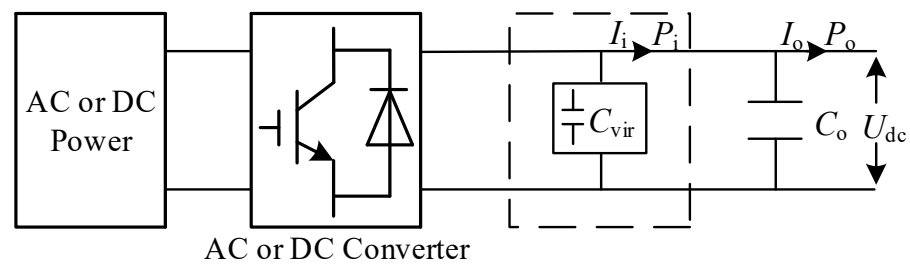 AC or DC
Power
I_i P_i
C_vir
I_o P_o
C_o
U_dc
AC or DC Converter